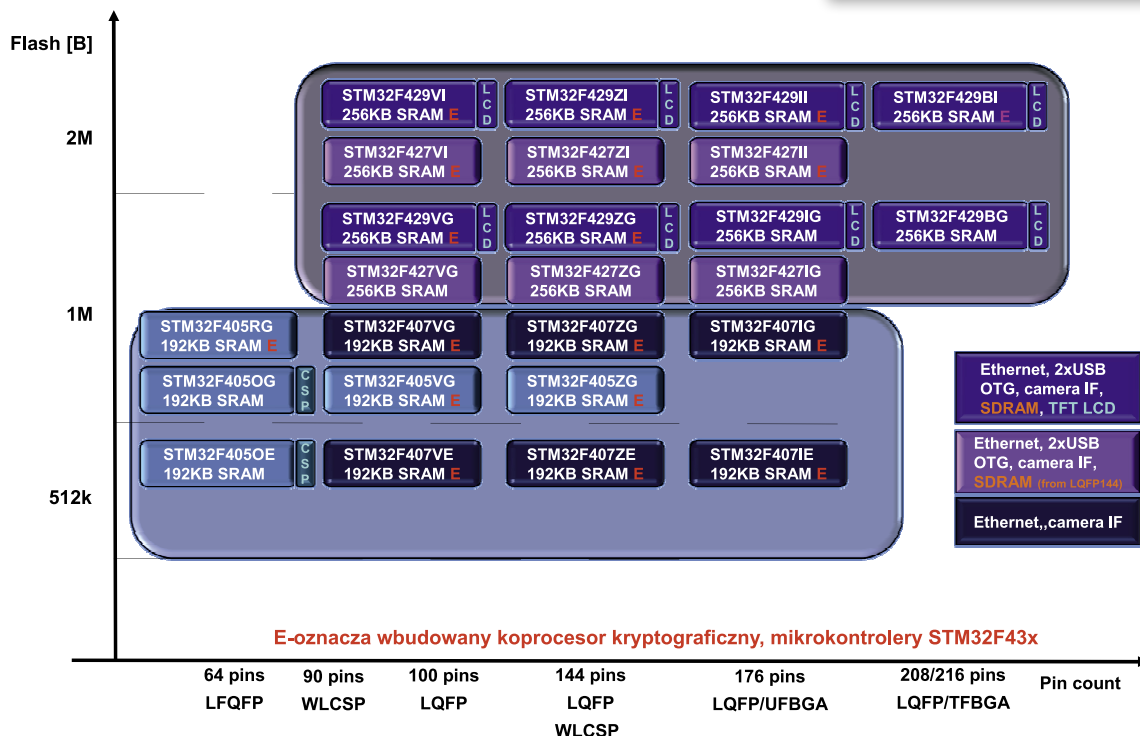 Flash [B]
2M
1M
512k
STM32F429VI
256KB SRAM E
LCD
STM32F429ZI
256KB SRAM E
LCD
STM32F429II
256KB SRAM E
LCD
STM32F429BI
256KB SRAM E
LCD
STM32F427VI
256KB SRAM E
STM32F427ZI
256KB SRAM E
STM32F427II
256KB SRAM E
STM32F429VG
256KB SRAM E
LCD
STM32F429ZG
256KB SRAM E
LCD
STM32F429IG
256KB SRAM
LCD
STM32F429BG
256KB SRAM
LCD
STM32F427VG
256KB SRAM
STM32F427ZG
256KB SRAM
STM32F427IG
256KB SRAM
STM32F405RG
192KB SRAM E
STM32F407VG
192KB SRAM E
STM32F407ZG
192KB SRAM E
STM32F407IG
192KB SRAM E
STM32F405OG
192KB SRAM
CSP
STM32F405VG
192KB SRAM E
STM32F405ZG
192KB SRAM E
STM32F405OE
192KB SRAM
CSP
STM32F407VE
192KB SRAM E
STM32F407ZE
192KB SRAM E
STM32F407IE
192KB SRAM E
Ethernet, 2xUSB
OTG, camera IF,
SDRAM, TFT LCD
Ethernet, 2xUSB
OTG, camera IF,
SDRAM (from LQFP144)
Ethernet,,camera IF
E-oznacza wbudowany koprocesor kryptograficzny, mikrokontrolery STM32F43x
64 pins
LFQFP
90 pins
WLCSP
100 pins
LQFP
144 pins
LQFP
WLCSP
176 pins
LQFP/UFBGA
208/216 pins
LQFP/TFBGA
Pin count